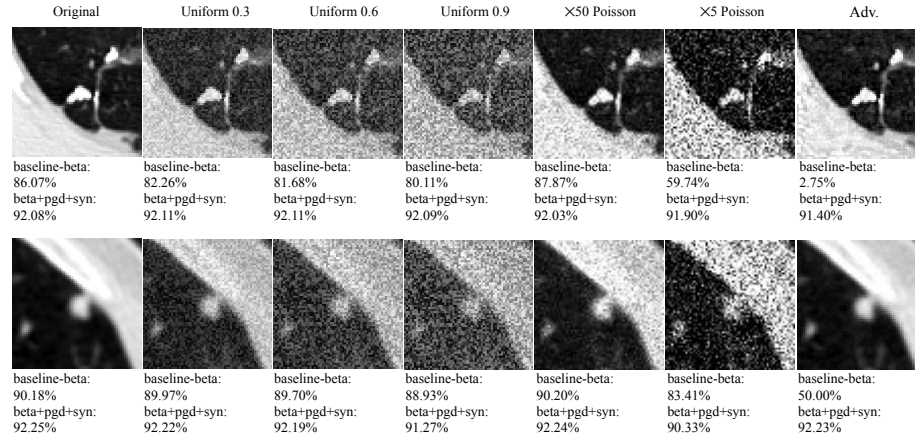 Original Uniform 0.3 Uniform 0.6 Uniform 0.9 ×50 Poisson ×5 Poisson Adv.
baseline-beta: baseline-beta: baseline-beta: baseline-beta: baseline-beta: baseline-beta: baseline-beta:
86.07% 82.26% 81.68% 80.11% 87.87% 59.74% 2.75%
beta+pgd+syn: beta+pgd+syn: beta+pgd+syn: beta+pgd+syn: beta+pgd+syn: beta+pgd+syn: beta+pgd+syn:
92.08% 92.11% 92.11% 92.09% 92.03% 91.90% 91.40%
baseline-beta: baseline-beta: baseline-beta: baseline-beta: baseline-beta: baseline-beta: baseline-beta:
90.18% 89.97% 89.70% 88.93% 90.20% 83.41% 50.00%
beta+pgd+syn: beta+pgd+syn: beta+pgd+syn: beta+pgd+syn: beta+pgd+syn: beta+pgd+syn: beta+pgd+syn:
92.25% 92.22% 92.19% 91.27% 92.24% 90.33% 92.23%